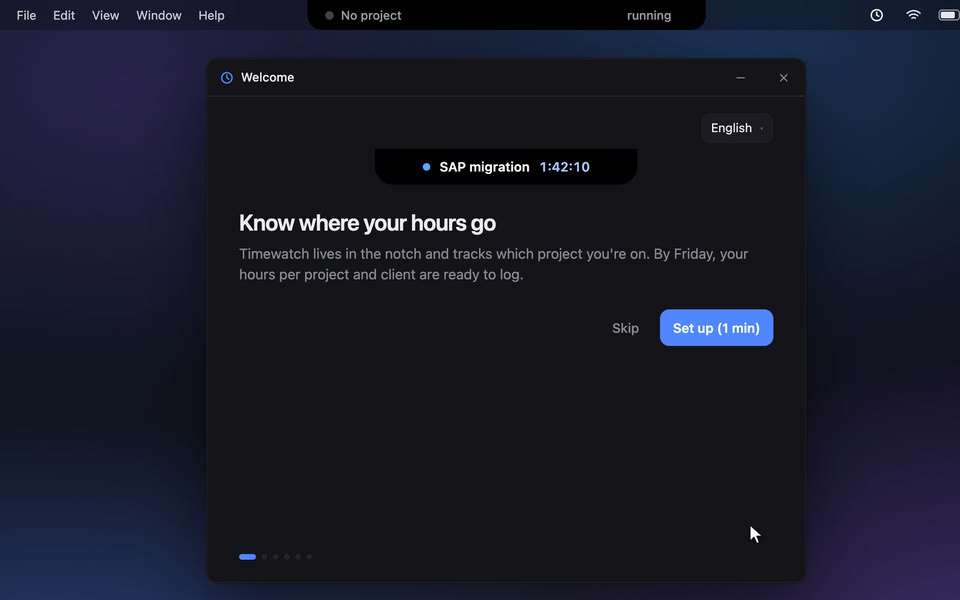 File Edit View Window Help
No project running
Welcome
English
SAP migration 1:42:10
Know where your hours go
Timewatch lives in the notch and tracks which project you're on. By Friday, your
hours per project and client are ready to log.
Skip Set up (1 min)